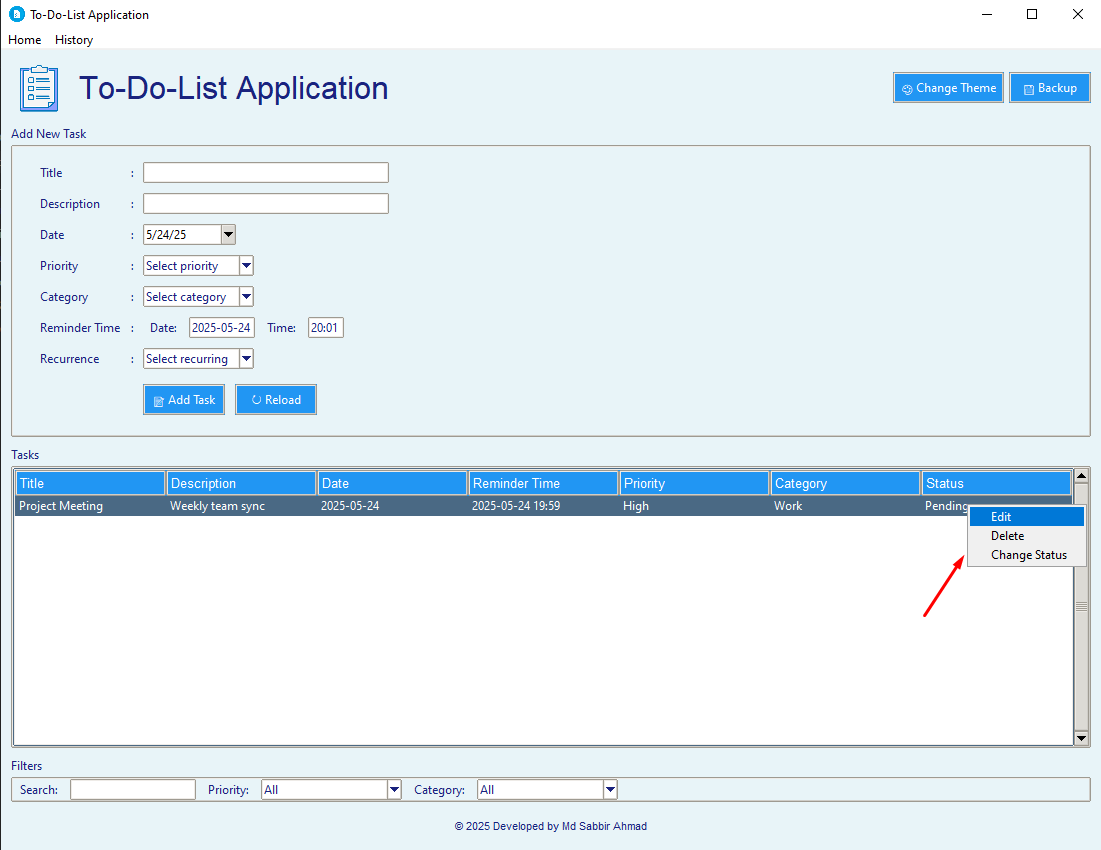 To-Do-List Application
Home History
To-Do-List Application
Change Theme Backup
Add New Task
Title :
Description :
Date : 5/24/25
Priority : Select priority
Category : Select category
Reminder Time : Date: 2025-05-24 Time: 20:01
Recurrence : Select recurring
Add Task Reload
Tasks
Title Description Date Reminder Time Priority Category Status
Project Meeting Weekly team sync 2025-05-24 2025-05-24 19:59 High Work Pending
Edit
Delete
Change Status
Filters
Search: Priority: All Category: All
© 2025 Developed by Md Sabbir Ahmad